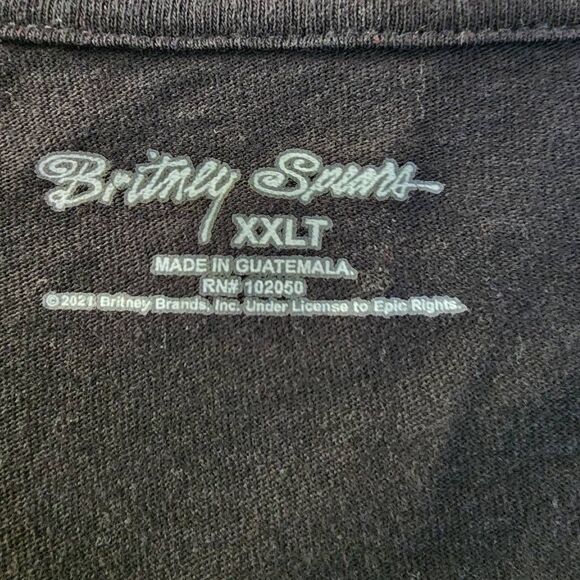 Britney Spears
XXLT
MADE IN GUATEMALA.
RN# 102050
© 2021 Britney Brands, Inc. Under License to Epic Rights.